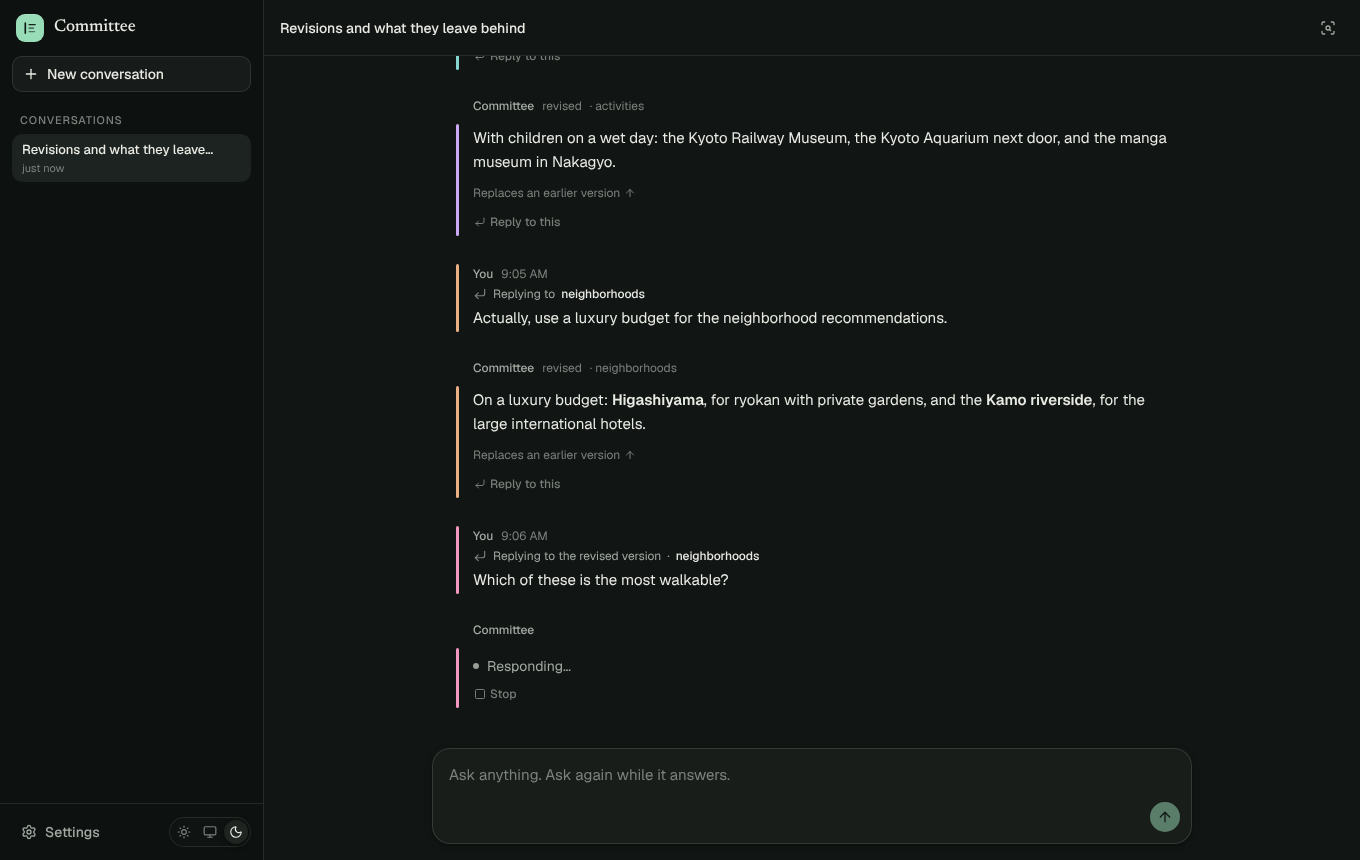 Committee
New conversation
CONVERSATIONS
Revisions and what they leave...
just now
Settings
Revisions and what they leave behind
Reply to this
Committee revised · activities
With children on a wet day: the Kyoto Railway Museum, the Kyoto Aquarium next door, and the manga
museum in Nakagyo.
Replaces an earlier version ↑
Reply to this
You 9:05 AM
Replying to neighborhoods
Actually, use a luxury budget for the neighborhood recommendations.
Committee revised · neighborhoods
On a luxury budget: Higashiyama, for ryokan with private gardens, and the Kamo riverside, for the
large international hotels.
Replaces an earlier version ↑
Reply to this
You 9:06 AM
Replying to the revised version · neighborhoods
Which of these is the most walkable?
Committee
Responding...
Stop
Ask anything. Ask again while it answers.